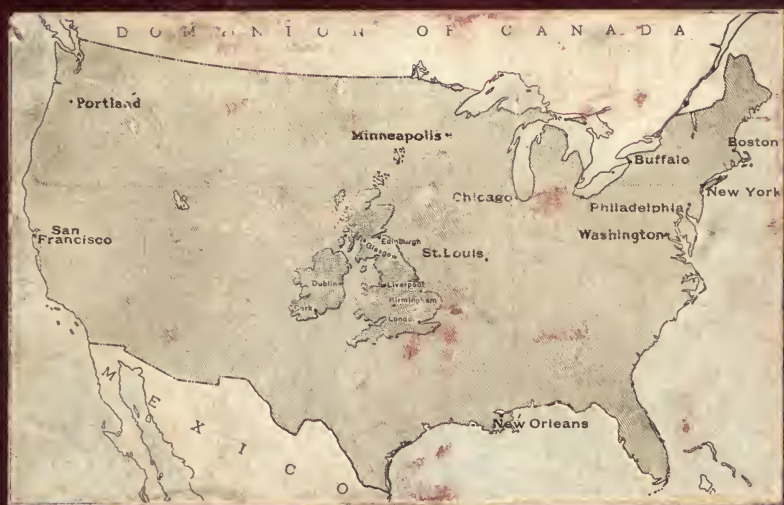 DOMINION OF CANADA
Portland
Minneapolis
Boston
Buffalo
Chicago
New York
Philadelphia
San
Francisco
Washington
Edinburgh
Glasgow
St. Louis
Dublin
Liverpool
Birmingham
Cork
London
New Orleans
MEXICO